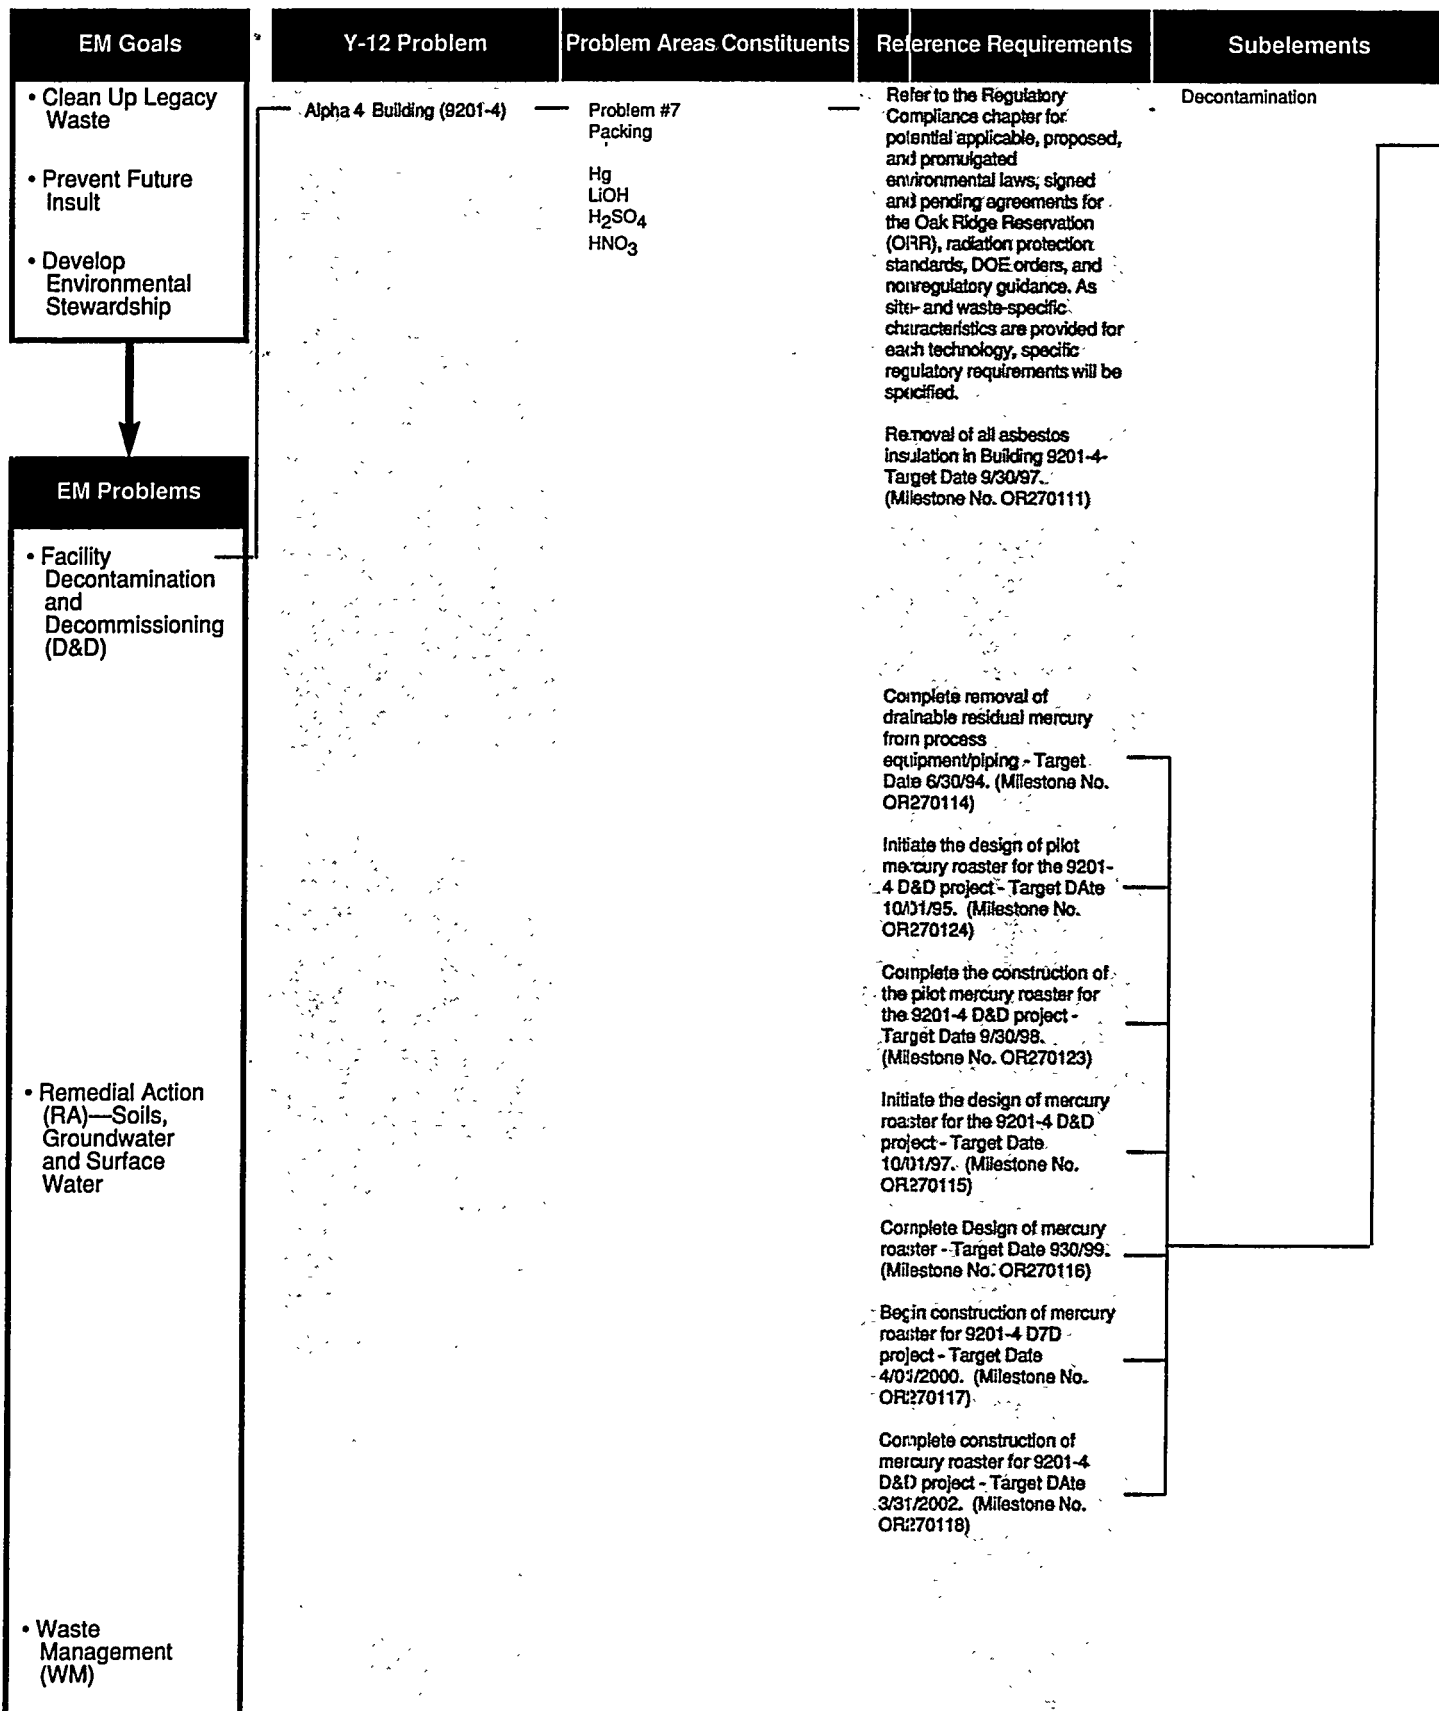 EM Goals
• Clean Up Legacy
Waste
• Prevent Future
Insult
• Develop
Environmental
Stewardship
EM Problems
• Facility
Decontamination
and
Decommissioning
(D&D)
• Remedial Action
(RA)—Soils,
Groundwater
and Surface
Water
• Waste
Management
(WM)
Y-12 Problem
Alpha 4 Building (9201-4)
Problem Areas Constituents
Problem #7
Packing
Hg
LiOH
H2SO4
HNO3
Reference Requirements
Refer to the Regulatory
Compliance chapter for
potential applicable, proposed,
and promulgated
environmental laws, signed
and pending agreements for
the Oak Ridge Reservation
(ORR), radiation protection
standards, DOE orders, and
nonregulatory guidance. As
site- and waste-specific
characteristics are provided for
each technology, specific
regulatory requirements will be
specified.
Removal of all asbestos
insulation in Building 9201-4-
Target Date 9/30/97.
(Milestone No. OR270111)
Complete removal of
drainable residual mercury
from process
equipment/piping - Target
Date 6/30/94. (Milestone No.
OR270114)
Initiate the design of pilot
mercury roaster for the 9201-
4 D&D project - Target DAte
10/01/95. (Milestone No.
OR270124)
Complete the construction of
the pilot mercury roaster for
the 9201-4 D&D project -
Target Date 9/30/98.
(Milestone No. OR270123)
Initiate the design of mercury
roaster for the 9201-4 D&D
project - Target Date
10/01/97. (Milestone No.
OR270115)
Complete Design of mercury
roaster - Target Date 930/99.
(Milestone No. OR270116)
Begin construction of mercury
roaster for 9201-4 D7D
project - Target Date
4/01/2000. (Milestone No.
OR270117)
Complete construction of
mercury roaster for 9201-4
D&D project - Target DAte
3/31/2002. (Milestone No.
OR270118)
Subelements
Decontamination